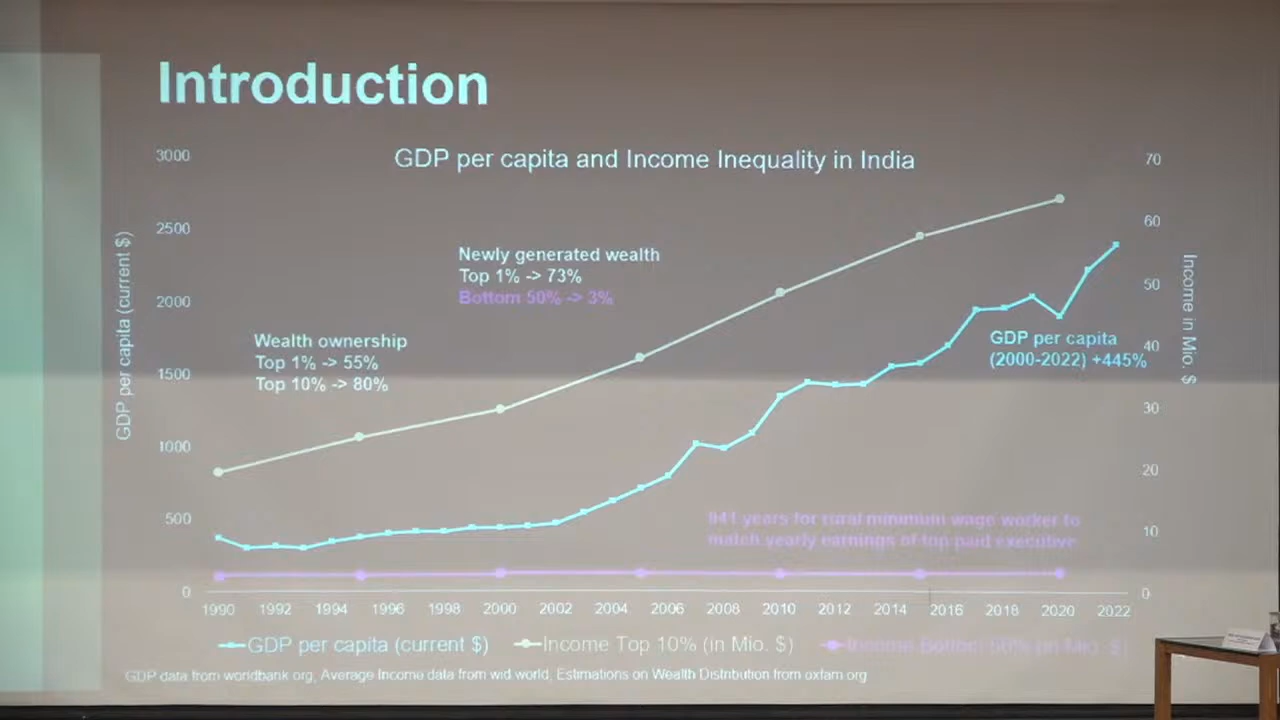 Introduction
GDP per capita and Income Inequality in India
3000
2500
2000
1500
1000
500
0
GDP per capita (current $)
70
60
50
40
30
20
10
0
Income in Mio. $
Newly generated wealth
Top 1% -> 73%
Bottom 50% -> 3%
Wealth ownership
Top 1% -> 55%
Top 10% -> 80%
GDP per capita
(2000-2022) +445%
941 years for rural minimum wage worker to
match yearly earnings of top paid executive
1990 1992 1994 1996 1998 2000 2002 2004 2006 2008 2010 2012 2014 2016 2018 2020 2022
GDP per capita (current $) Income Top 10% (in Mio. $) Income Bottom 50% (in Mio. $)
GDP data from worldbank.org, Average Income data from wid.world, Estimations on Wealth Distribution from oxfam.org